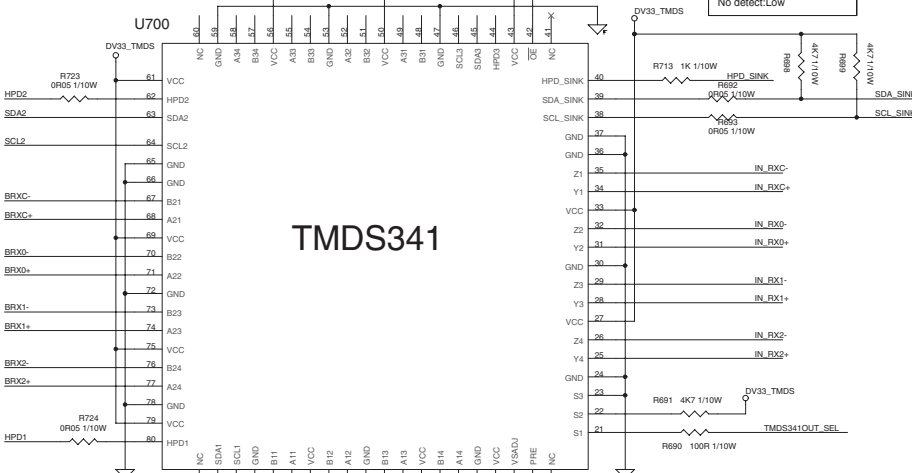 No detect:Low
U700
DV33_TMDS
DV33_TMDS
60 59 58 57 56 55 54 53 52 51 50 49 48 47 46 45 44 43 42 41
NC GND A34 B34 VCC A33 B33 GND A32 B32 VCC A31 B31 GND SCL3 SDA3 HPD3 VCC OE NC
R723
0R05 1/10W
HPD2
SDA2
SCL2
BRXC-
BRXC+
BRX0-
BRX0+
BRX1-
BRX1+
BRX2-
BRX2+
R724
0R05 1/10W
HPD1
61 VCC
62 HPD2
63 SDA2
64 SCL2
65 GND
66 GND
67 B21
68 A21
69 VCC
70 B22
71 A22
72 GND
73 B23
74 A23
75 VCC
76 B24
77 A24
78 GND
79 VCC
80 HPD1
TMDS341
HPD_SINK 40
SDA_SINK 39
SCL_SINK 38
GND 37
GND 36
Z1 35
Y1 34
VCC 33
Z2 32
Y2 31
GND 30
Z3 29
Y3 28
VCC 27
Z4 26
Y4 25
GND 24
S3 23
S2 22
S1 21
R713 1K 1/10W
HPD_SINK
R692
0R05 1/10W
R693
0R05 1/10W
R698
4K7 1/10W
R699
4K7 1/10W
SDA_SINK
SCL_SINK
IN_RXC-
IN_RXC+
IN_RX0-
IN_RX0+
IN_RX1-
IN_RX1+
IN_RX2-
IN_RX2+
DV33_TMDS
R691 4K7 1/10W
TMDS341OUT_SEL
R690 100R 1/10W
NC SDA1 SCL1 GND B11 A11 VCC B12 A12 GND B13 A13 VCC B14 A14 GND VCC VSADJ PRE NC